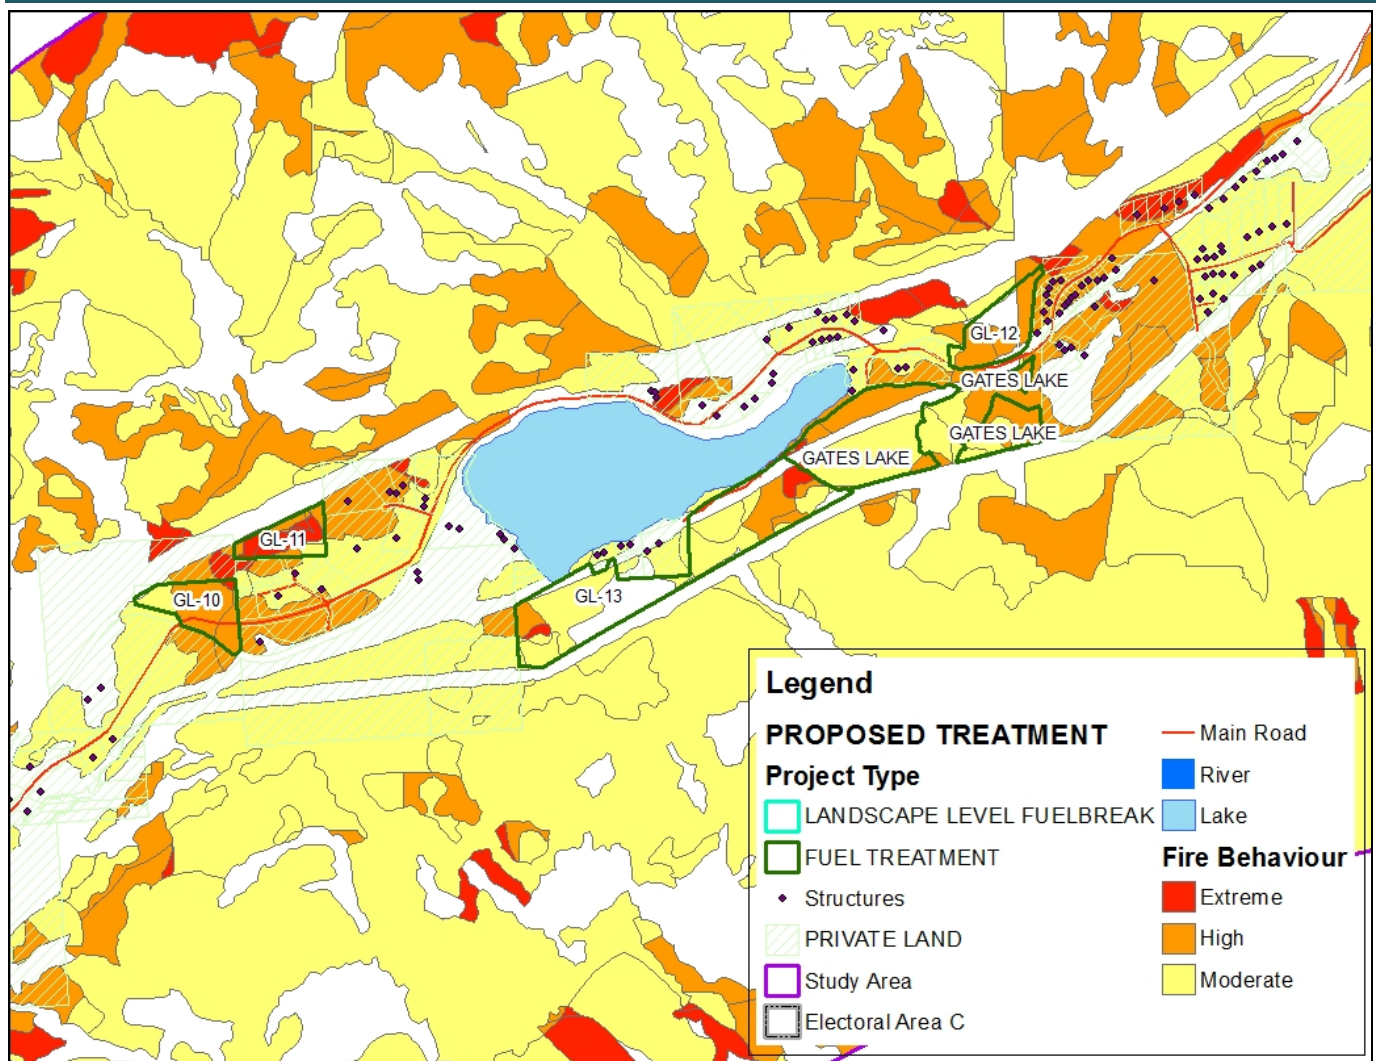 GL-12
GATES LAKE
GATES LAKE
GATES LAKE
GL-11
GL-13
GL-10
Legend
PROPOSED TREATMENT
Project Type
LANDSCAPE LEVEL FUELBREAK
FUEL TREATMENT
Structures
PRIVATE LAND
Study Area
Electoral Area C
Main Road
River
Lake
Fire Behaviour
Extreme
High
Moderate